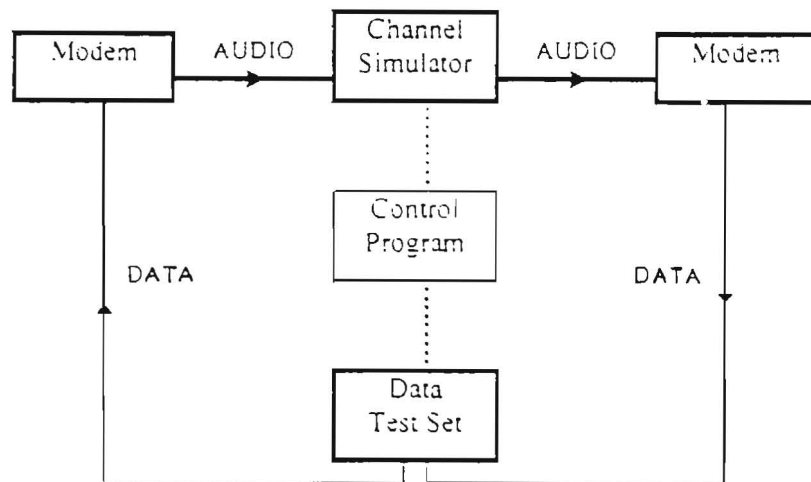 Modem
AUDIO
Channel
Simulator
AUDIO
Modem
Control
Program
DATA
DATA
Data
Test Set